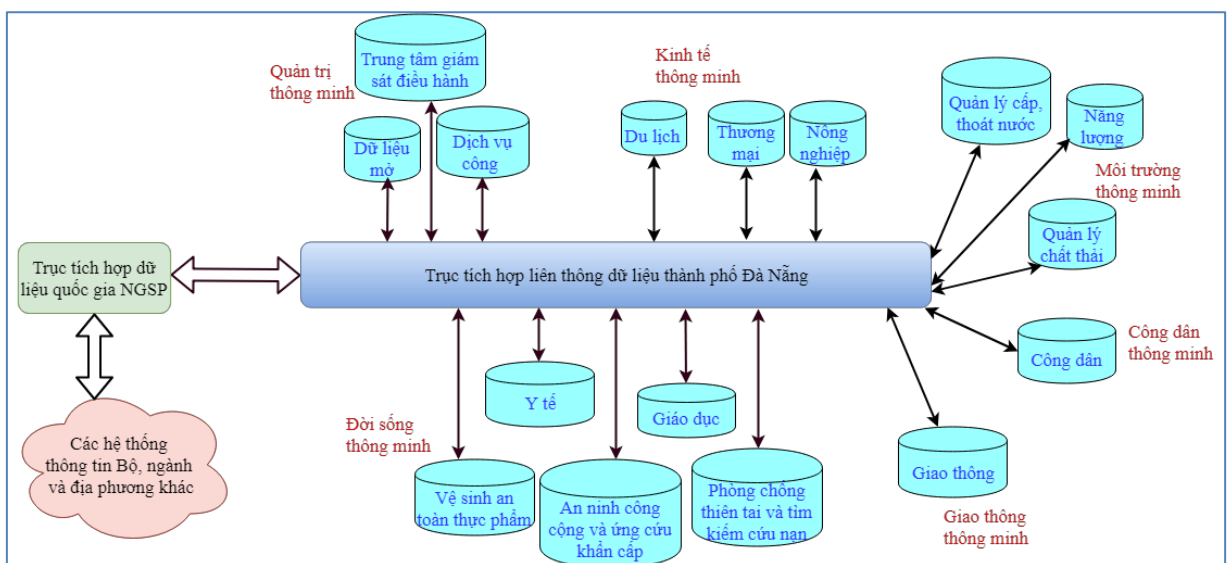 Trung tâm giám
sát điều hành
Quản trị
thông minh
Dữ liệu
mở
Dịch vụ
công
Kinh tế
thông minh
Du lịch
Thương
mại
Nông
nghiệp
Quản lý cấp,
thoát nước
Năng
lượng
Môi trường
thông minh
Quản lý
chất thải
Trục tích hợp dữ
liệu quốc gia NGSP
Trục tích hợp liên thông dữ liệu thành phố Đà Nẵng
Công dân
thông minh
Công dân
Các hệ thống
thông tin Bộ, ngành
và địa phương khác
Đời sống
thông minh
Y tế
Giáo dục
Vệ sinh an
toàn thực phẩm
An ninh công
cộng và ứng cứu
khẩn cấp
Phòng chống
thiên tai và tìm
kiếm cứu nạn
Giao thông
Giao thông
thông minh